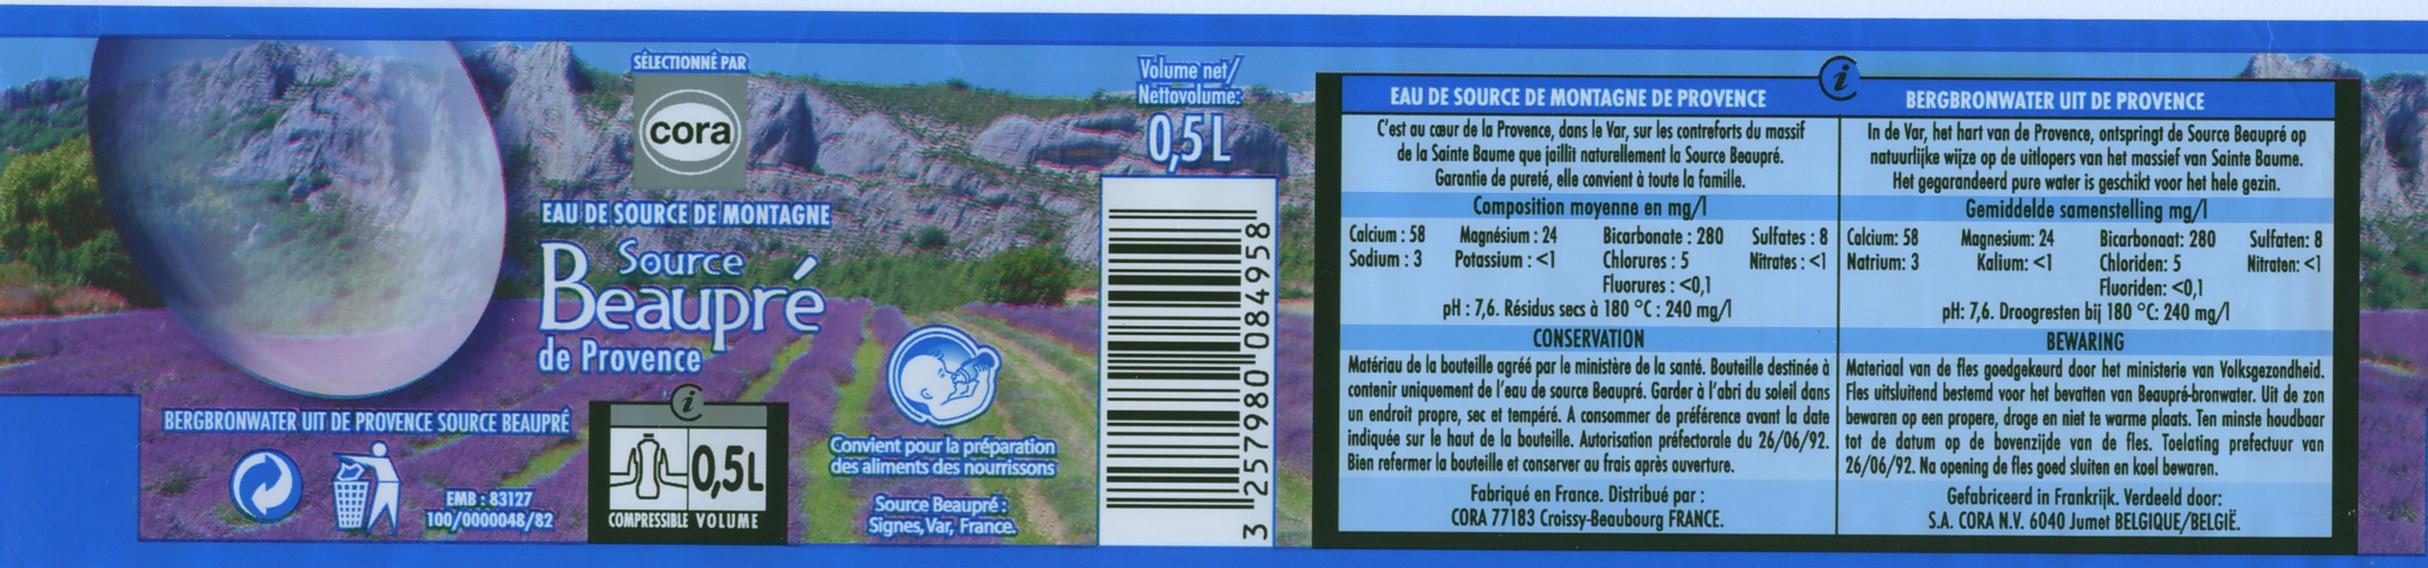 SÉLECTIONNÉ PAR
cora
EAU DE SOURCE DE MONTAGNE
Source
Beaupré
de Provence
BERGBRONWATER UIT DE PROVENCE SOURCE BEAUPRÉ
EMB : 83127
100/0000048/82
i
0,5L
COMPRESSIBLE VOLUME
Convient pour la préparation
des aliments des nourrissons
Source Beaupré :
Signes, Var, France.
Volume net/
Nettovolume:
0,5 L
3 257980 084958
i
EAU DE SOURCE DE MONTAGNE DE PROVENCE
C'est au cœur de la Provence, dans le Var, sur les contreforts du massif
de la Sainte Baume que jaillit naturellement la Source Beaupré.
Garantie de pureté, elle convient à toute la famille.
Composition moyenne en mg/l
Calcium : 58 Magnésium : 24 Bicarbonate : 280 Sulfates : 8
Sodium : 3 Potassium : <1 Chlorures : 5 Nitrates : <1
Fluorures : <0,1
pH : 7,6. Résidus secs à 180 °C : 240 mg/l
CONSERVATION
Matériau de la bouteille agréé par le ministère de la santé. Bouteille destinée à
contenir uniquement de l'eau de source Beaupré. Garder à l'abri du soleil dans
un endroit propre, sec et tempéré. A consommer de préférence avant la date
indiquée sur le haut de la bouteille. Autorisation préfectorale du 26/06/92.
Bien refermer la bouteille et conserver au frais après ouverture.
Fabriqué en France. Distribué par :
CORA 77183 Croissy-Beaubourg FRANCE.
BERGBRONWATER UIT DE PROVENCE
In de Var, het hart van de Provence, ontspringt de Source Beaupré op
natuurlijke wijze op de uitlopers van het massief van Sainte Baume.
Het gegarandeerd pure water is geschikt voor het hele gezin.
Gemiddelde samenstelling mg/l
Calcium: 58 Magnesium: 24 Bicarbonaat: 280 Sulfaten: 8
Natrium: 3 Kalium: <1 Chloriden: 5 Nitraten: <1
Fluoriden: <0,1
pH: 7,6. Droogresten bij 180 °C: 240 mg/l
BEWARING
Materiaal van de fles goedgekeurd door het ministerie van Volksgezondheid.
Fles uitsluitend bestemd voor het bevatten van Beaupré-bronwater. Uit de zon
bewaren op een propere, droge en niet te warme plaats. Ten minste houdbaar
tot de datum op de bovenzijde van de fles. Toelating prefectuur van
26/06/92. Na opening de fles goed sluiten en koel bewaren.
Gefabriceerd in Frankrijk. Verdeeld door:
S.A. CORA N.V. 6040 Jumet BELGIQUE/BELGIË.